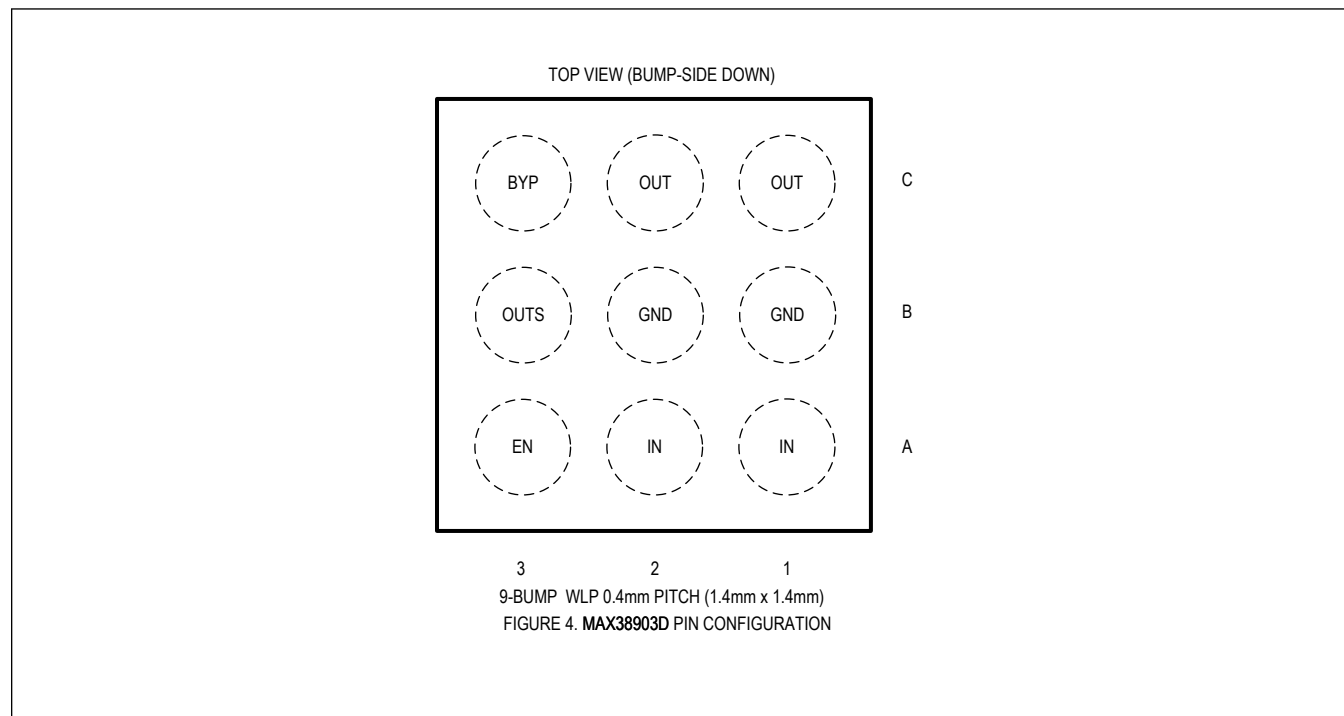 TOP VIEW (BUMP-SIDE DOWN)
BYP OUT OUT C
OUTS GND GND B
EN IN IN A
3 2 1
9-BUMP WLP 0.4mm PITCH (1.4mm x 1.4mm)
FIGURE 4. MAX38903D PIN CONFIGURATION